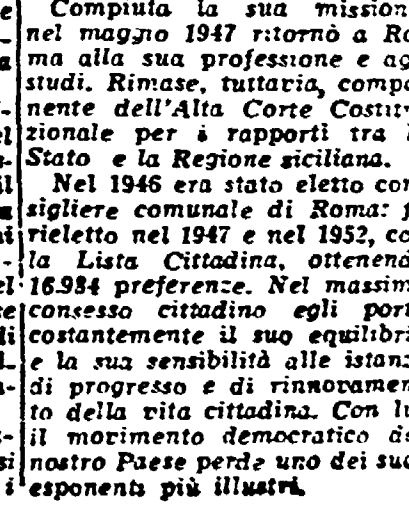 Compiuta la sua mission
nel maggio 1947 ritornò a Ro
ma alla sua professione e ag
studi. Rimase, tuttavia, compo
nente dell'Alta Corte Costitu
zionale per i rapporti tra l
Stato e la Regione siciliana.
Nel 1946 era stato eletto con
sigliere comunale di Roma: f
rieletto nel 1947 e nel 1952, co
la Lista Cittadina, ottenend
16.984 preferenze. Nel massim
consesso cittadino egli port
costantemente il suo equilibri
e la sua sensibilità alle istanz
di progresso e di rinnovamen
to della vita cittadina. Con lu
il movimento democratico de
nostro Paese perde uno dei suo
esponenti più illustri.